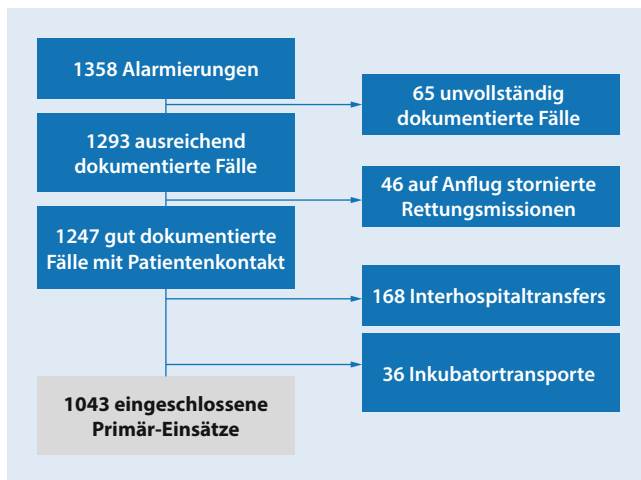 1358 Alarmierungen
65 unvollständig
dokumentierte Fälle
1293 ausreichend
dokumentierte Fälle
46 auf Anflug stornierte
Rettungsmissionen
1247 gut dokumentierte
Fälle mit Patientenkontakt
168 Interhospitaltransfers
36 Inkubatortransporte
1043 eingeschlossene
Primär-Einsätze